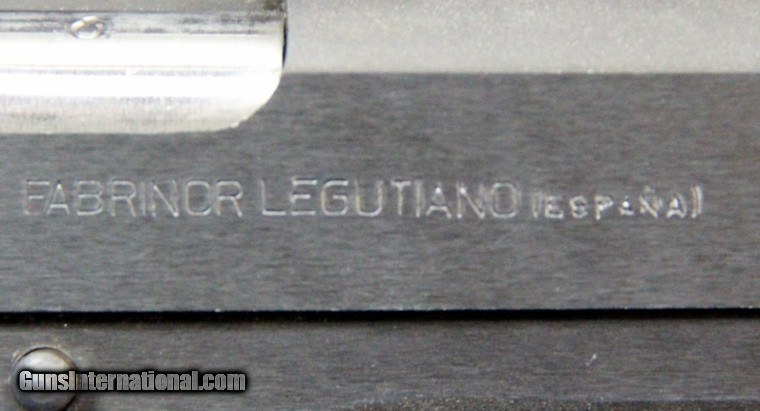 FABRINOR LEGUTIANO (ESPAÑA)
GunsInternational.com